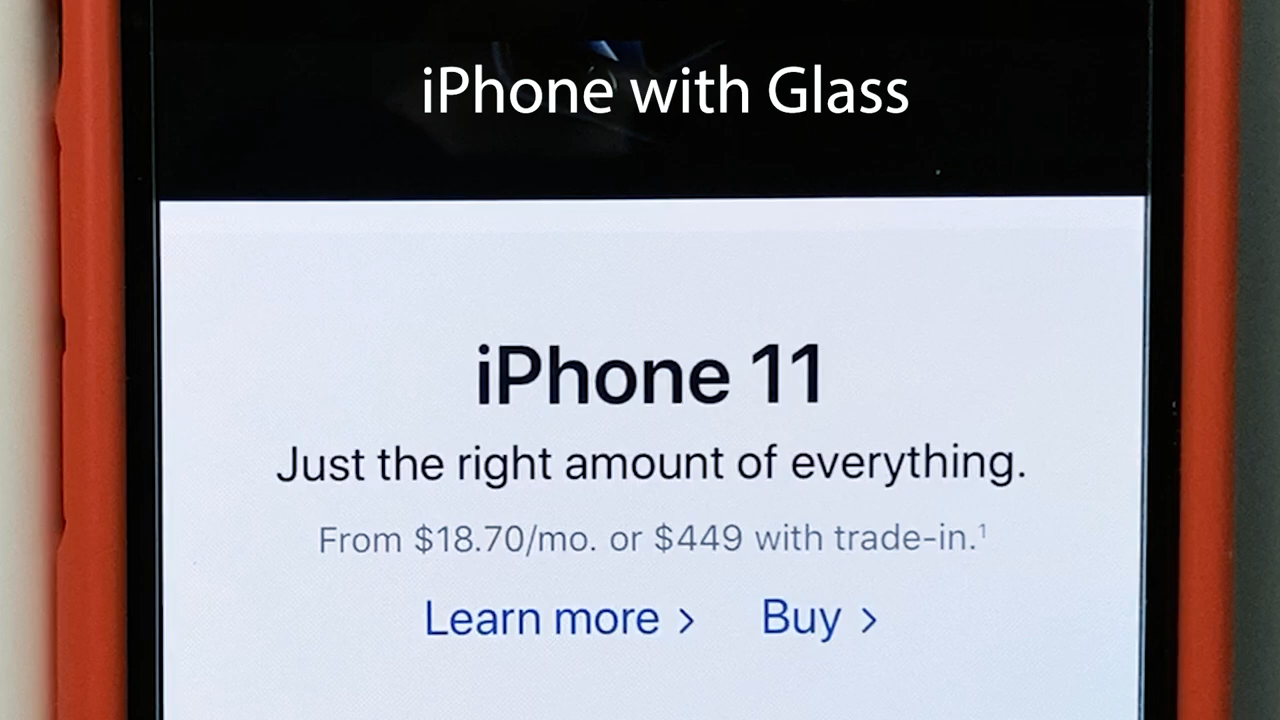 iPhone with Glass
iPhone 11
Just the right amount of everything.
From $18.70/mo. or $449 with trade-in.¹
Learn more > Buy >